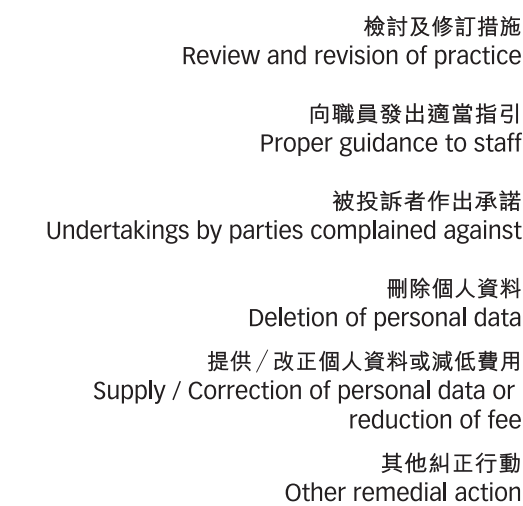 檢討及修訂措施
Review and revision of practice
向職員發出適當指引
Proper guidance to staff
被投訴者作出承諾
Undertakings by parties complained against
刪除個人資料
Deletion of personal data
提供／改正個人資料或減低費用
Supply / Correction of personal data or
reduction of fee
其他糾正行動
Other remedial action